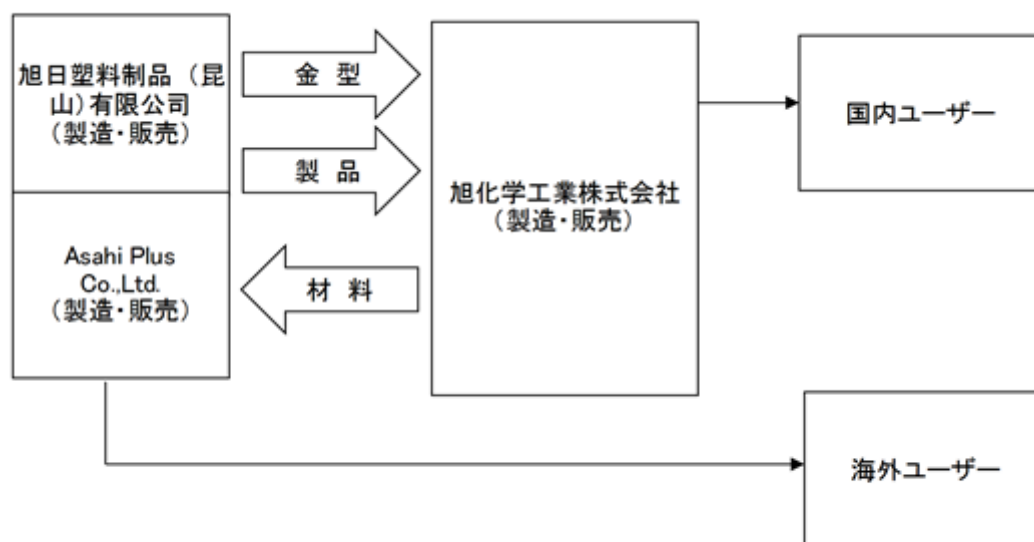 旭日塑料制品（昆
山）有限公司
（製造・販売）
金 型
製 品
材 料
Asahi Plus
Co.,Ltd.
（製造・販売）
旭化学工業株式会社
（製造・販売）
国内ユーザー
海外ユーザー